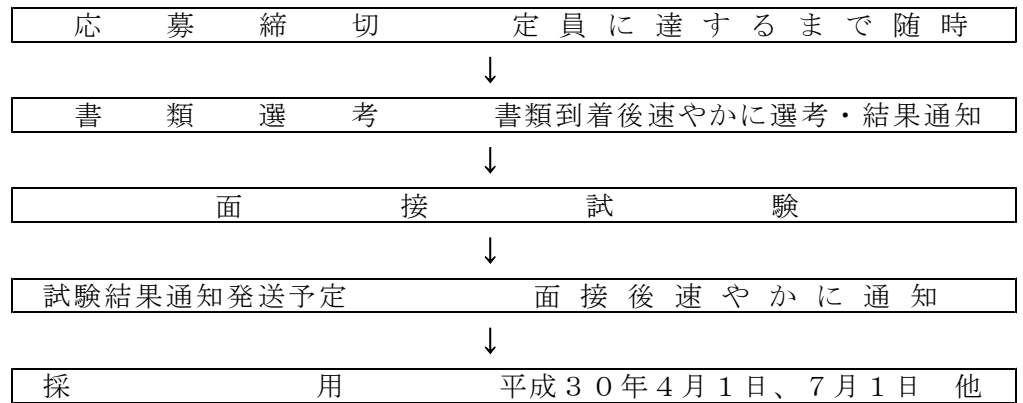 応募締切 定員に達するまで随時
↓
書類選考 書類到着後速やかに選考・結果通知
↓
面接試験
↓
試験結果通知発送予定 面接後速やかに通知
↓
採用 平成３０年４月１日、７月１日 他